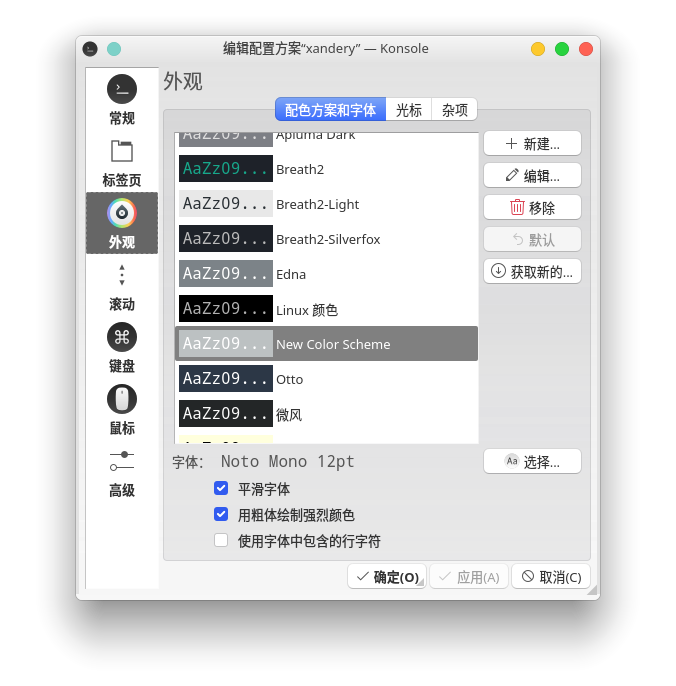 编辑配置方案“xandery” — Konsole
常规
标签页
外观
滚动
键盘
鼠标
高级
外观
配色方案和字体 光标 杂项
AaZz09... Apluma Dark
AaZz09... Breath2
AaZz09... Breath2-Light
AaZz09... Breath2-Silverfox
AaZz09... Edna
AaZz09... Linux 颜色
AaZz09... New Color Scheme
AaZz09... Otto
AaZz09... 微风
新建...
编辑...
移除
默认
获取新的...
字体： Noto Mono 12pt
Aa 选择...
平滑字体
用粗体绘制强烈颜色
使用字体中包含的行字符
确定(O) 应用(A) 取消(C)